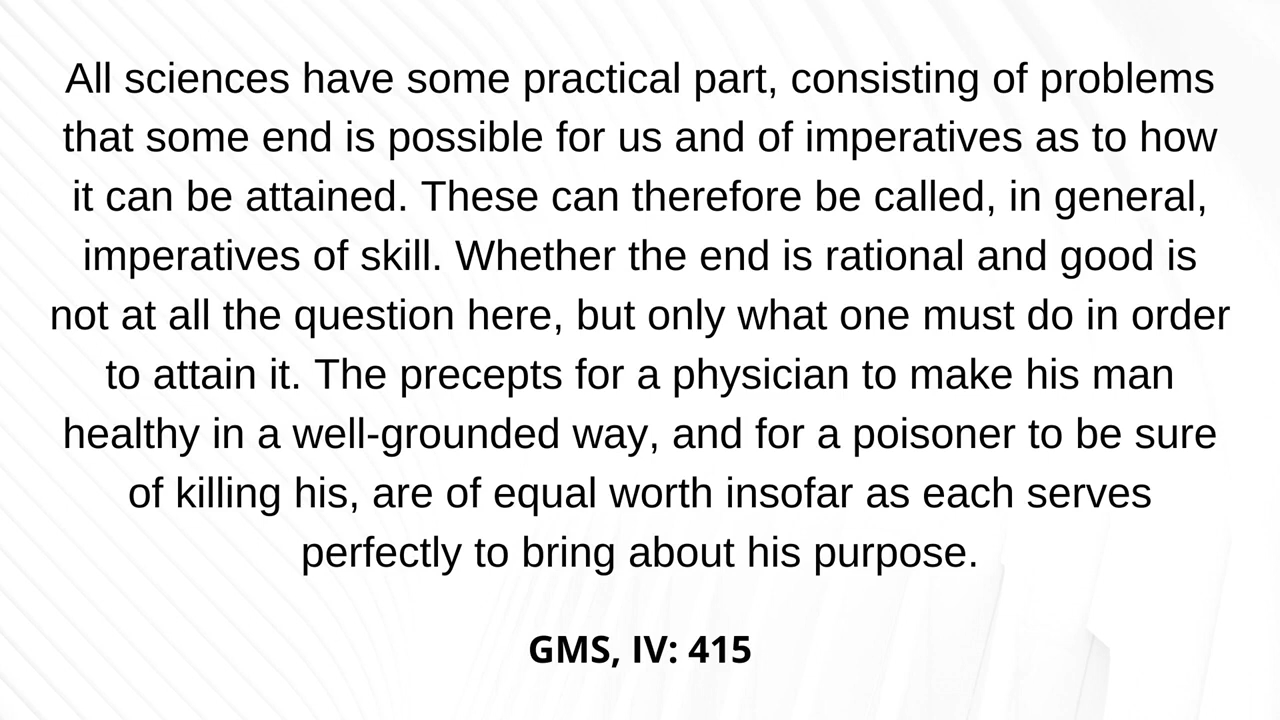 All sciences have some practical part, consisting of problems
that some end is possible for us and of imperatives as to how
it can be attained. These can therefore be called, in general,
imperatives of skill. Whether the end is rational and good is
not at all the question here, but only what one must do in order
to attain it. The precepts for a physician to make his man
healthy in a well-grounded way, and for a poisoner to be sure
of killing his, are of equal worth insofar as each serves
perfectly to bring about his purpose.
GMS, IV: 415